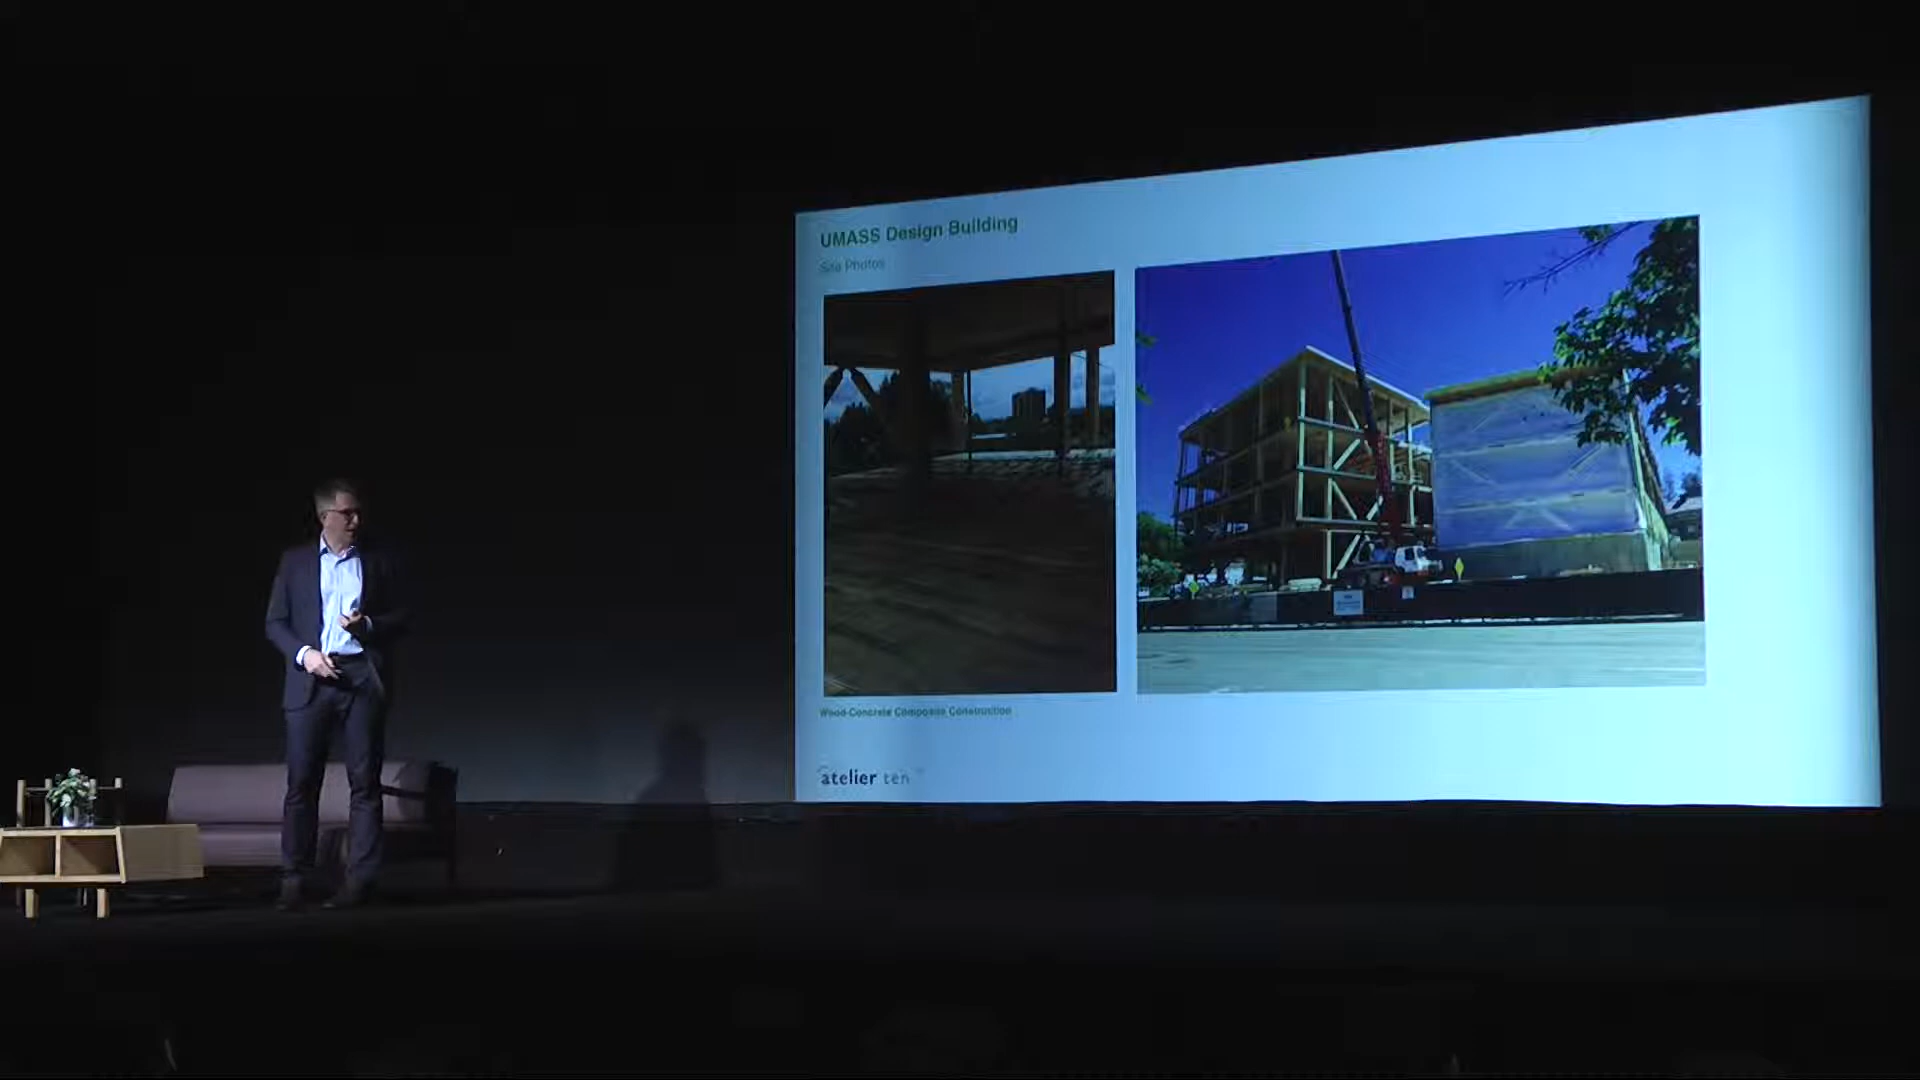 UMASS Design Building
Site Photos
Wood-Concrete Composite Construction
atelier ten